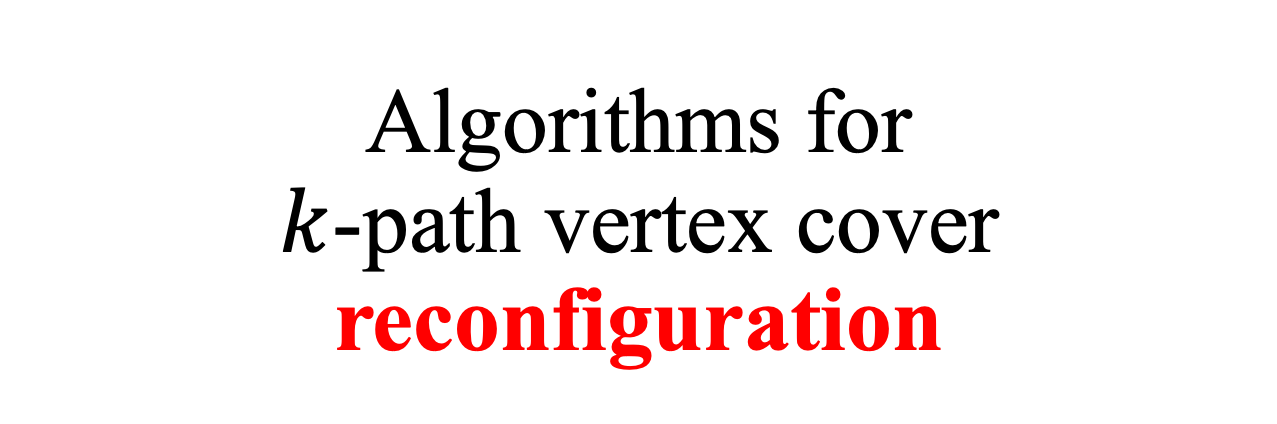 Algorithms for
k-path vertex cover
reconfiguration